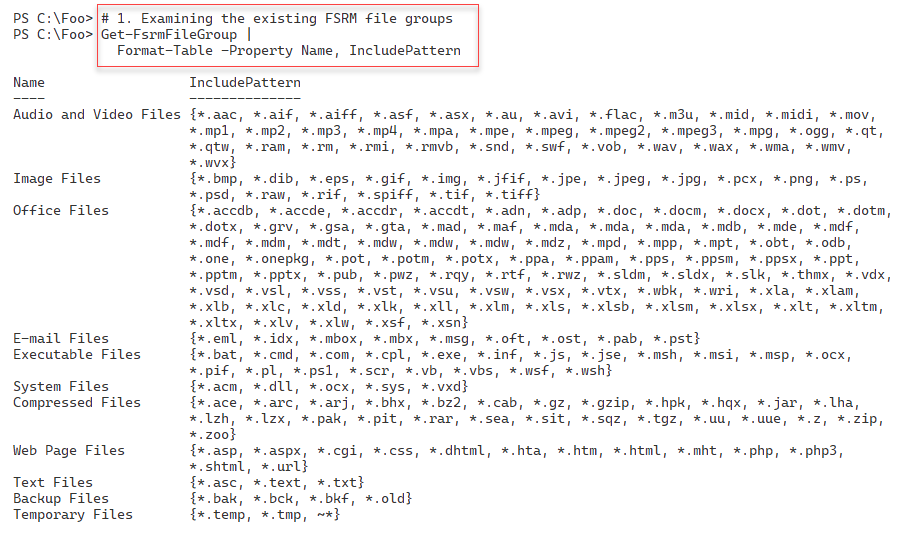 PS C:\Foo> # 1. Examining the existing FSRM file groups
PS C:\Foo> Get-FsrmFileGroup |
Format-Table -Property Name, IncludePattern
Name IncludePattern
---- --------------
Audio and Video Files {*.aac, *.aif, *.aiff, *.asf, *.asx, *.au, *.avi, *.flac, *.m3u, *.mid, *.midi, *.mov,
*.mp1, *.mp2, *.mp3, *.mp4, *.mpa, *.mpe, *.mpeg, *.mpeg2, *.mpeg3, *.mpg, *.ogg, *.qt,
*.qtw, *.ram, *.rm, *.rmi, *.rmvb, *.snd, *.swf, *.vob, *.wav, *.wax, *.wma, *.wmv,
*.wvx}
Image Files {*.bmp, *.dib, *.eps, *.gif, *.img, *.jfif, *.jpe, *.jpeg, *.jpg, *.pcx, *.png, *.ps,
*.psd, *.raw, *.rif, *.spiff, *.tif, *.tiff}
Office Files {*.accdb, *.accde, *.accdr, *.accdt, *.adn, *.adp, *.doc, *.docm, *.docx, *.dot, *.dotm,
*.dotx, *.grv, *.gsa, *.gta, *.mad, *.maf, *.mda, *.mda, *.mda, *.mdb, *.mde, *.mdf,
*.mdf, *.mdm, *.mdt, *.mdw, *.mdw, *.mdw, *.mdz, *.mpd, *.mpp, *.mpt, *.obt, *.odb,
*.one, *.onepkg, *.pot, *.potm, *.potx, *.ppa, *.ppam, *.pps, *.ppsm, *.ppsx, *.ppt,
*.pptm, *.pptx, *.pub, *.pwz, *.rqy, *.rtf, *.rwz, *.sldm, *.sldx, *.slk, *.thmx, *.vdx,
*.vsd, *.vsl, *.vss, *.vst, *.vsu, *.vsw, *.vsx, *.vtx, *.wbk, *.wri, *.xla, *.xlam,
*.xlb, *.xlc, *.xld, *.xlk, *.xll, *.xlm, *.xls, *.xlsb, *.xlsm, *.xlsx, *.xlt, *.xltm,
*.xltx, *.xlv, *.xlw, *.xsf, *.xsn}
E-mail Files {*.eml, *.idx, *.mbox, *.mbx, *.msg, *.oft, *.ost, *.pab, *.pst}
Executable Files {*.bat, *.cmd, *.com, *.cpl, *.exe, *.inf, *.js, *.jse, *.msh, *.msi, *.msp, *.ocx,
*.pif, *.pl, *.ps1, *.scr, *.vb, *.vbs, *.wsf, *.wsh}
System Files {*.acm, *.dll, *.ocx, *.sys, *.vxd}
Compressed Files {*.ace, *.arc, *.arj, *.bhx, *.bz2, *.cab, *.gz, *.gzip, *.hpk, *.hqx, *.jar, *.lha,
*.lzh, *.lzx, *.pak, *.pit, *.rar, *.sea, *.sit, *.sqz, *.tgz, *.uu, *.uue, *.z, *.zip,
*.zoo}
Web Page Files {*.asp, *.aspx, *.cgi, *.css, *.dhtml, *.hta, *.htm, *.html, *.mht, *.php, *.php3,
*.shtml, *.url}
Text Files {*.asc, *.text, *.txt}
Backup Files {*.bak, *.bck, *.bkf, *.old}
Temporary Files {*.temp, *.tmp, ~*}